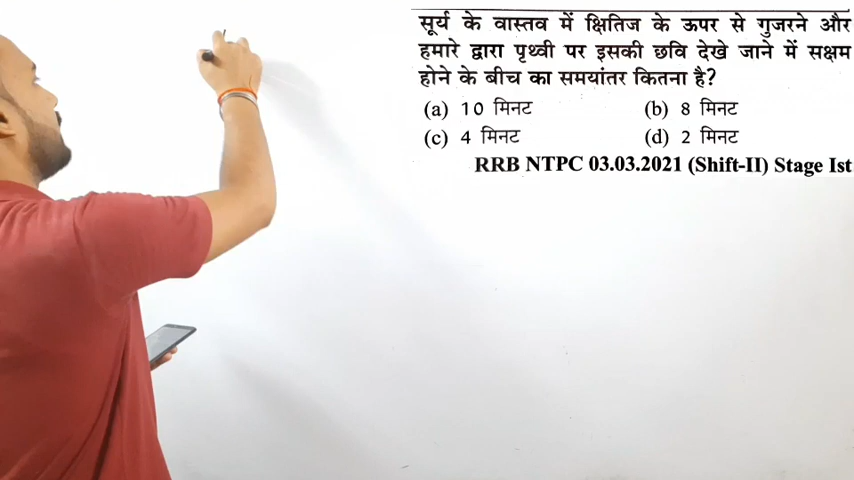 सूर्य के वास्तव में क्षितिज के ऊपर से गुजरने और
हमारे द्वारा पृथ्वी पर इसकी छवि देखे जाने में सक्षम
होने के बीच का समयांतर कितना है?
(a) 10 मिनट (b) 8 मिनट
(c) 4 मिनट (d) 2 मिनट
RRB NTPC 03.03.2021 (Shift-II) Stage Ist